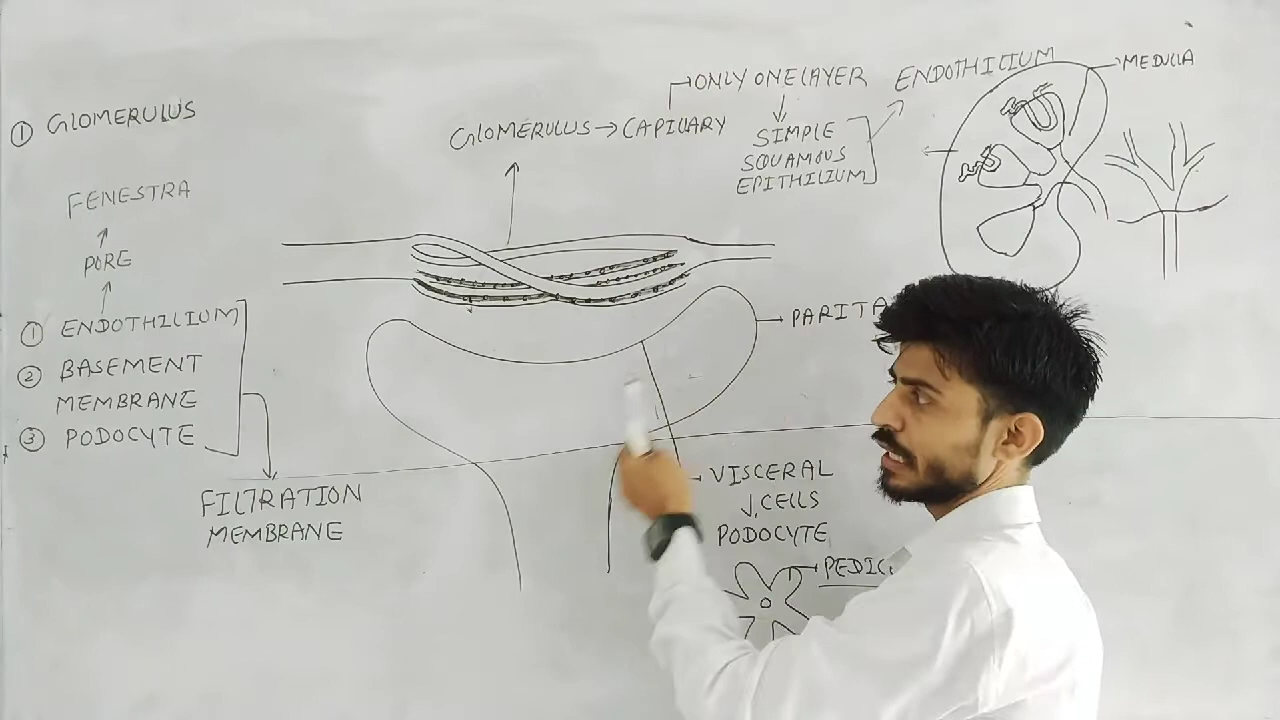 ① GLOMERULUS
FENESTRA
PORE
① ENDOTHILIUM
② BASEMENT
MEMBRANE
③ PODOCYTE
FILTRATION
MEMBRANE
GLOMERULUS → CAPILLARY
ONLY ONE LAYER
SIMPLE
SQUAMOUS
EPITHILIUM
ENDOTHILIUM
MEDULLA
VISCERAL
CELLS
PODOCYTE